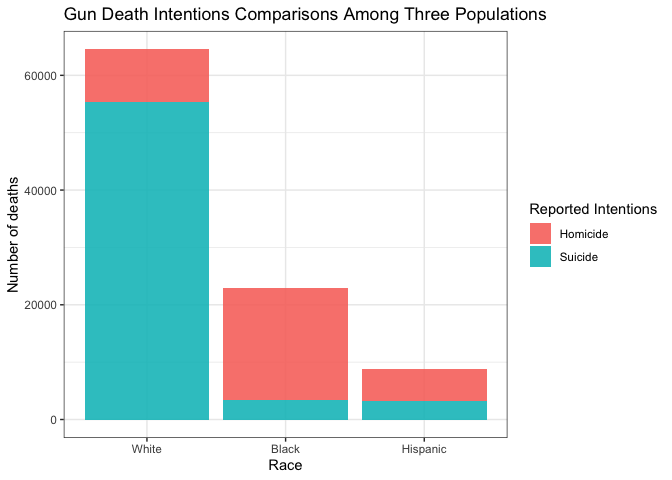 Gun Death Intentions Comparisons Among Three Populations
60000
40000
20000
0
Number of deaths
White Black Hispanic
Race
Reported Intentions
Homicide
Suicide